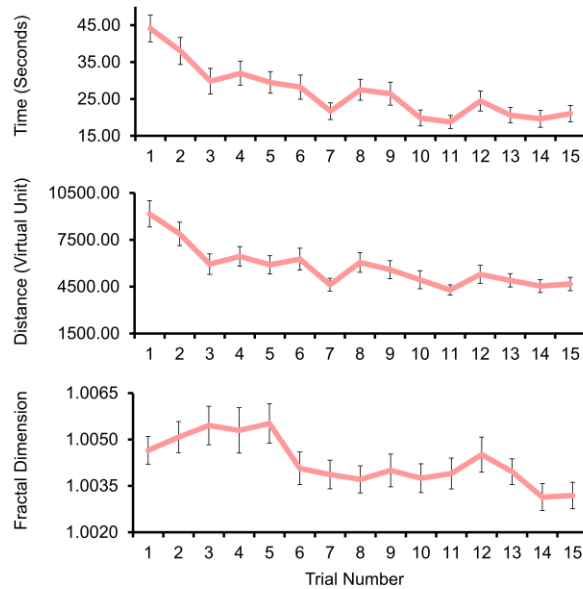 Time (Seconds)
45.00
35.00
25.00
15.00
1 2 3 4 5 6 7 8 9 10 11 12 13 14 15
Distance (Virtual Unit)
10500.00
7500.00
4500.00
1500.00
1 2 3 4 5 6 7 8 9 10 11 12 13 14 15
Fractal Dimension
1.0065
1.0050
1.0035
1.0020
1 2 3 4 5 6 7 8 9 10 11 12 13 14 15
Trial Number